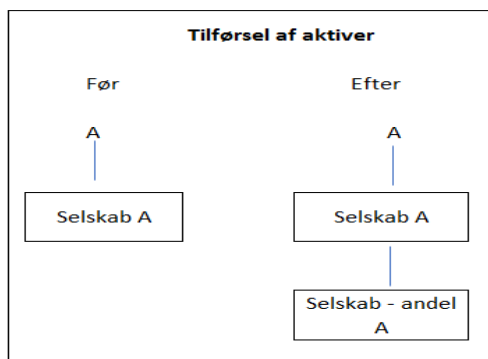 Tilførsel af aktiver
Før
Efter
A
A
Selskab A
Selskab A
Selskab - andel
A